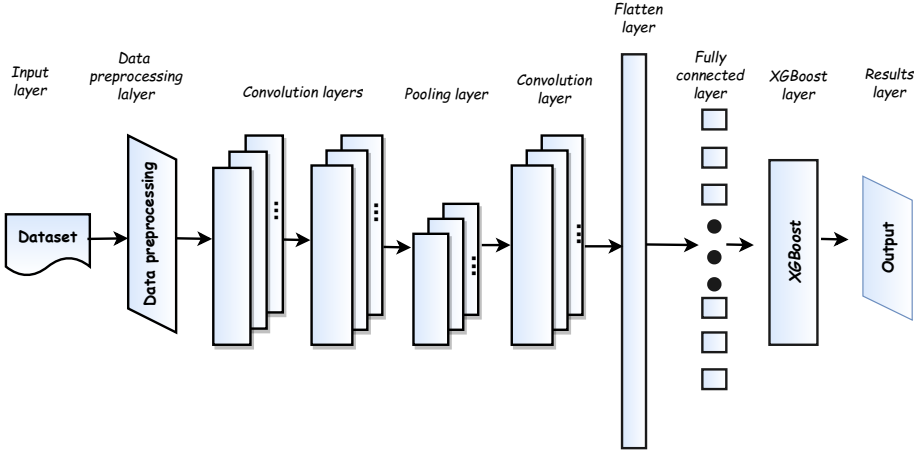 Input
layer
Data
preprocessing
lalyer
Convolution layers
Pooling layer
Convolution
layer
Flatten
layer
Fully
connected
layer
XGBoost
layer
Results
layer
Dataset
Data preprocessing
...
...
...
...
XGBoost
Output